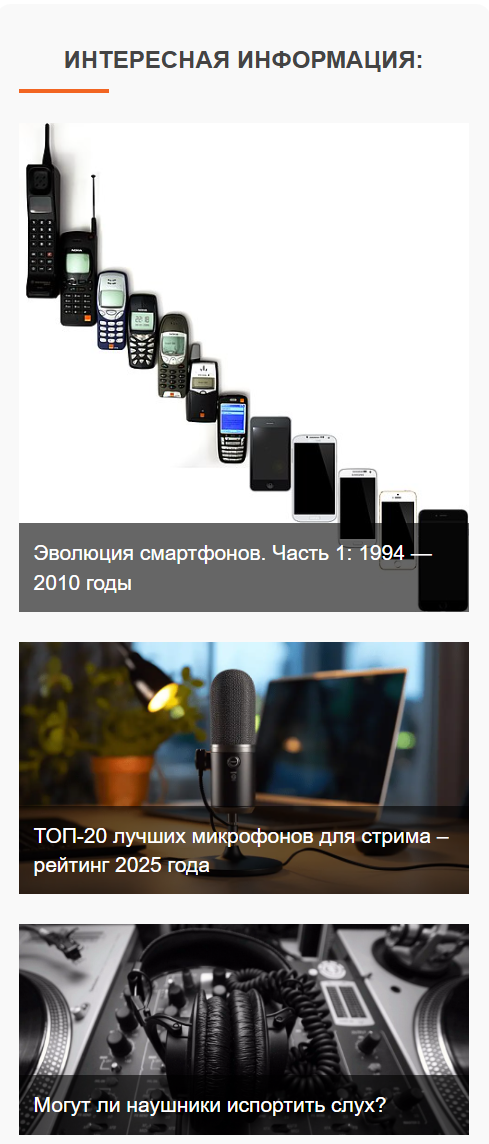 ИНТЕРЕСНАЯ ИНФОРМАЦИЯ:
Эволюция смартфонов. Часть 1: 1994 —
2010 годы
ТОП-20 лучших микрофонов для стрима –
рейтинг 2025 года
Могут ли наушники испортить слух?